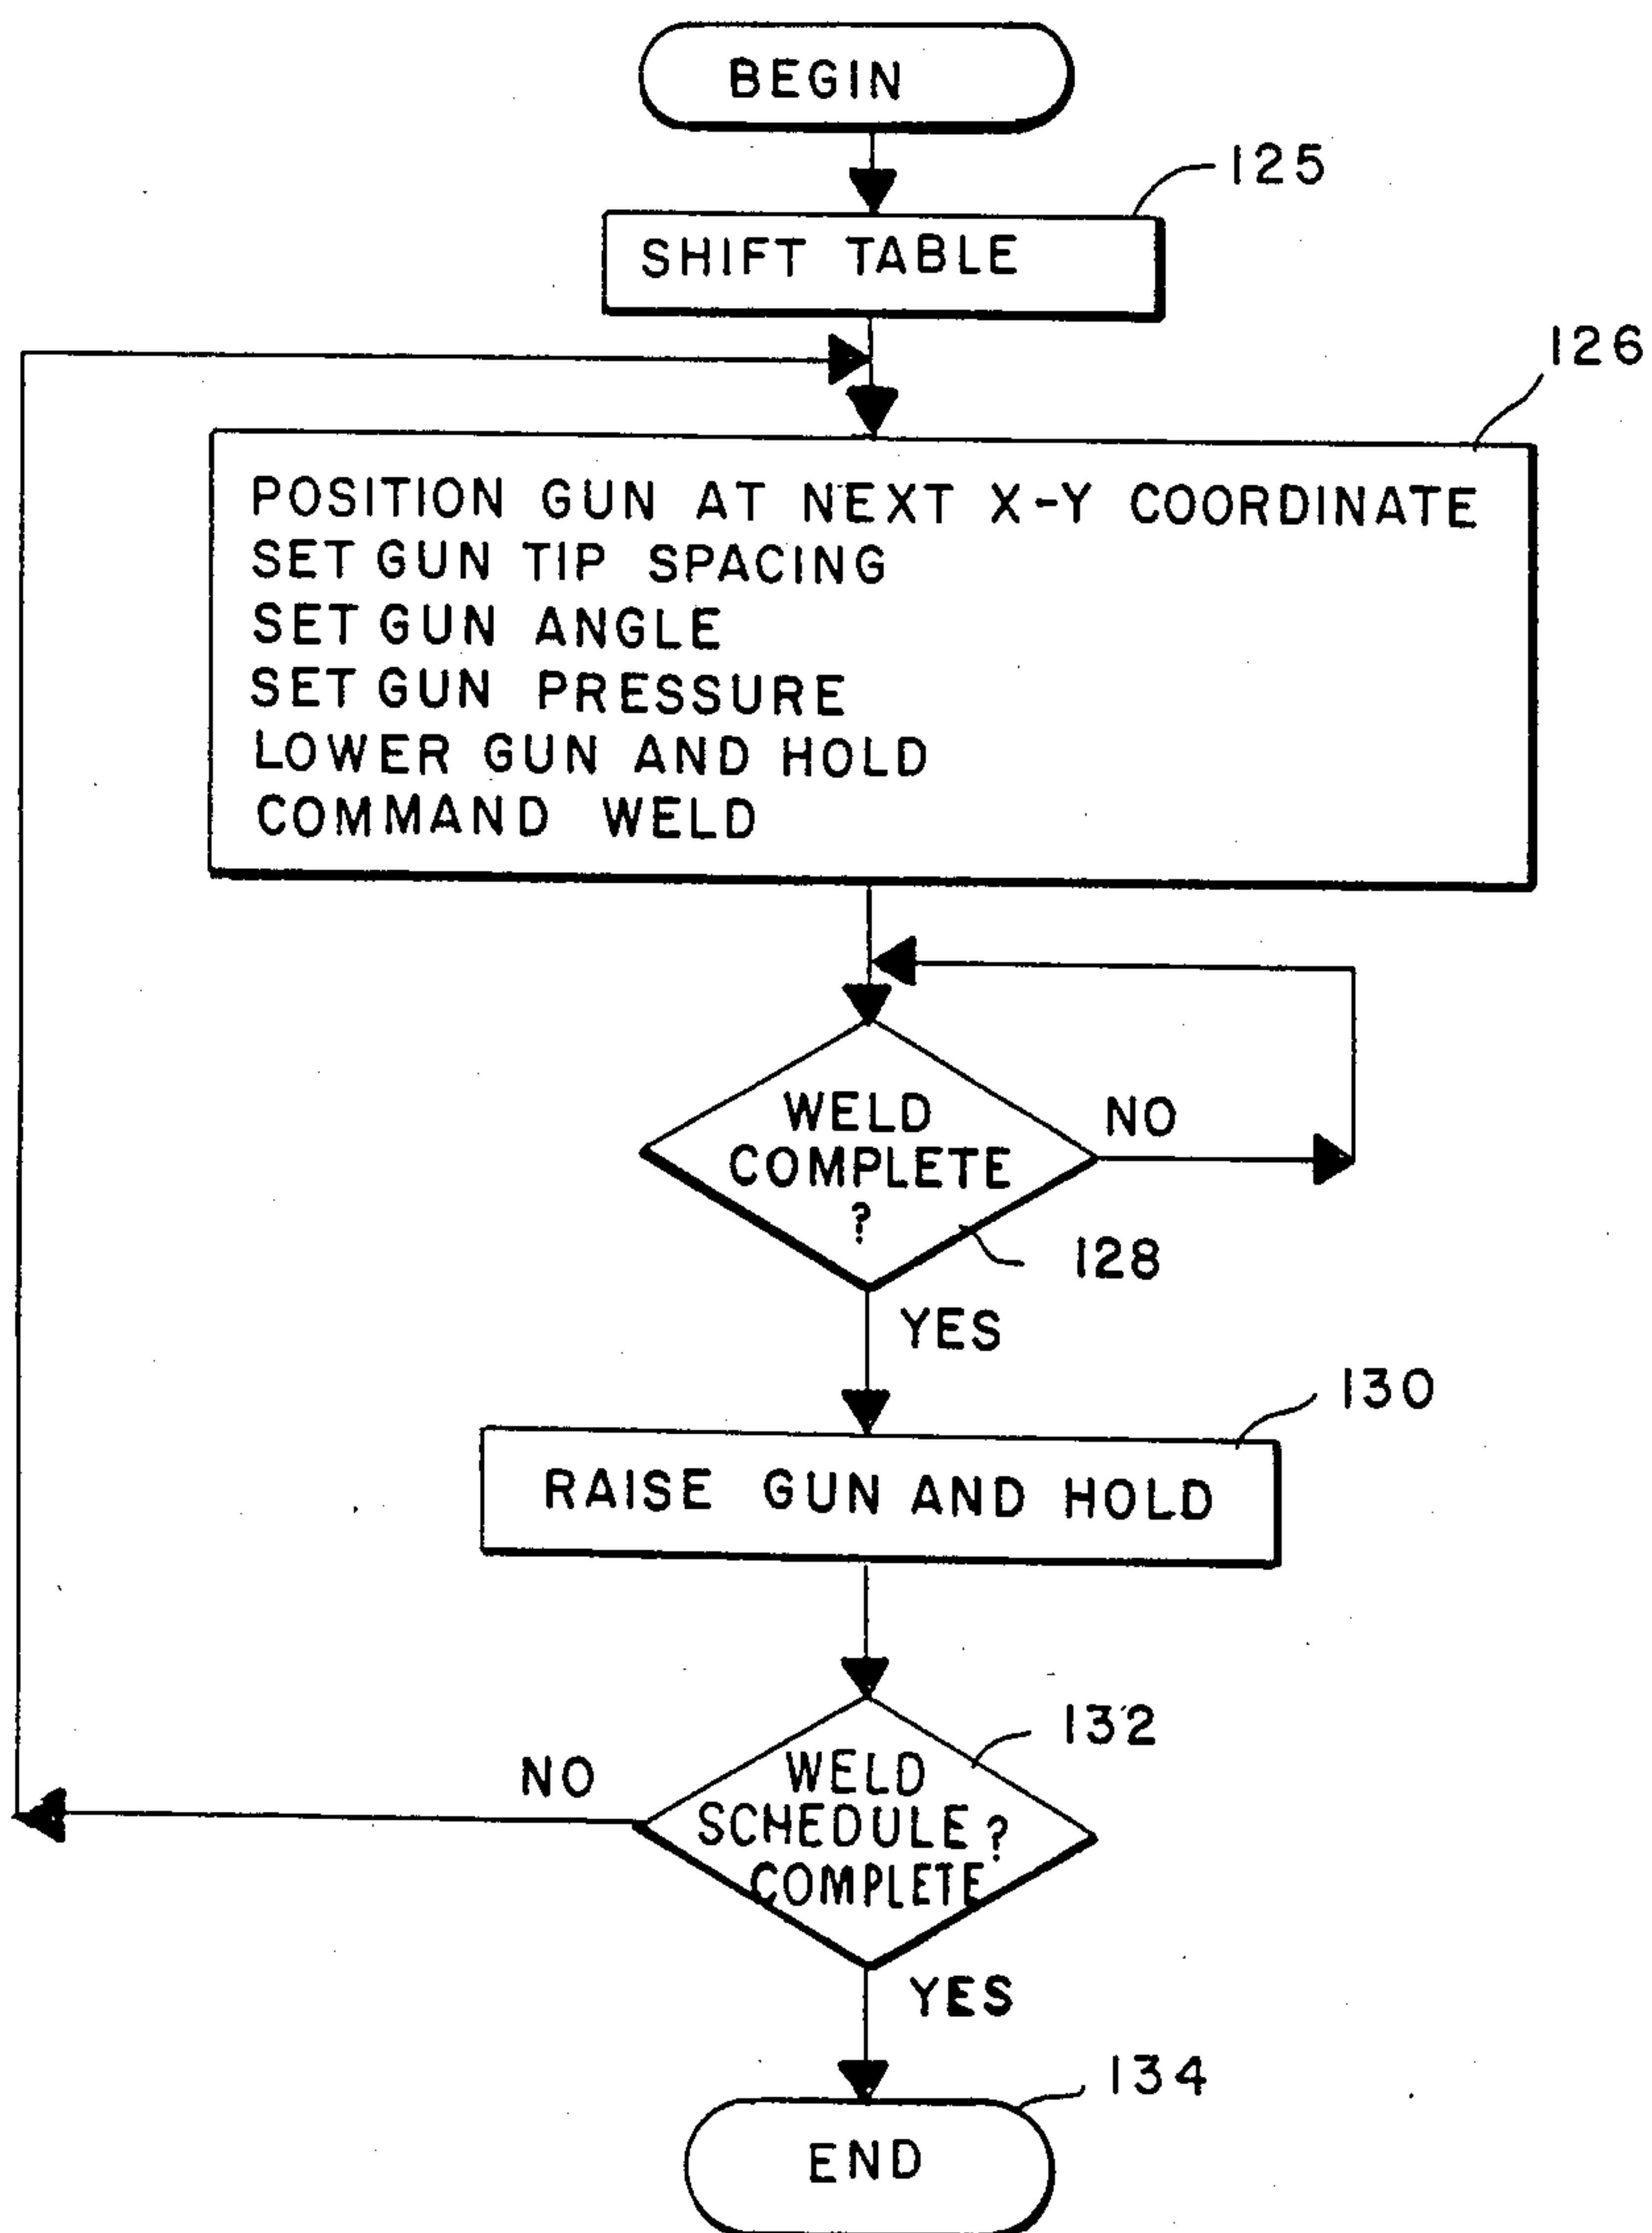 BEGIN
125
SHIFT TABLE
126
POSITION GUN AT NEXT X-Y COORDINATE
SET GUN TIP SPACING
SET GUN ANGLE
SET GUN PRESSURE
LOWER GUN AND HOLD
COMMAND WELD
WELD
COMPLETE
?
NO
128
YES
130
RAISE GUN AND HOLD
132
NO
WELD
SCHEDULE ?
COMPLETE
YES
134
END